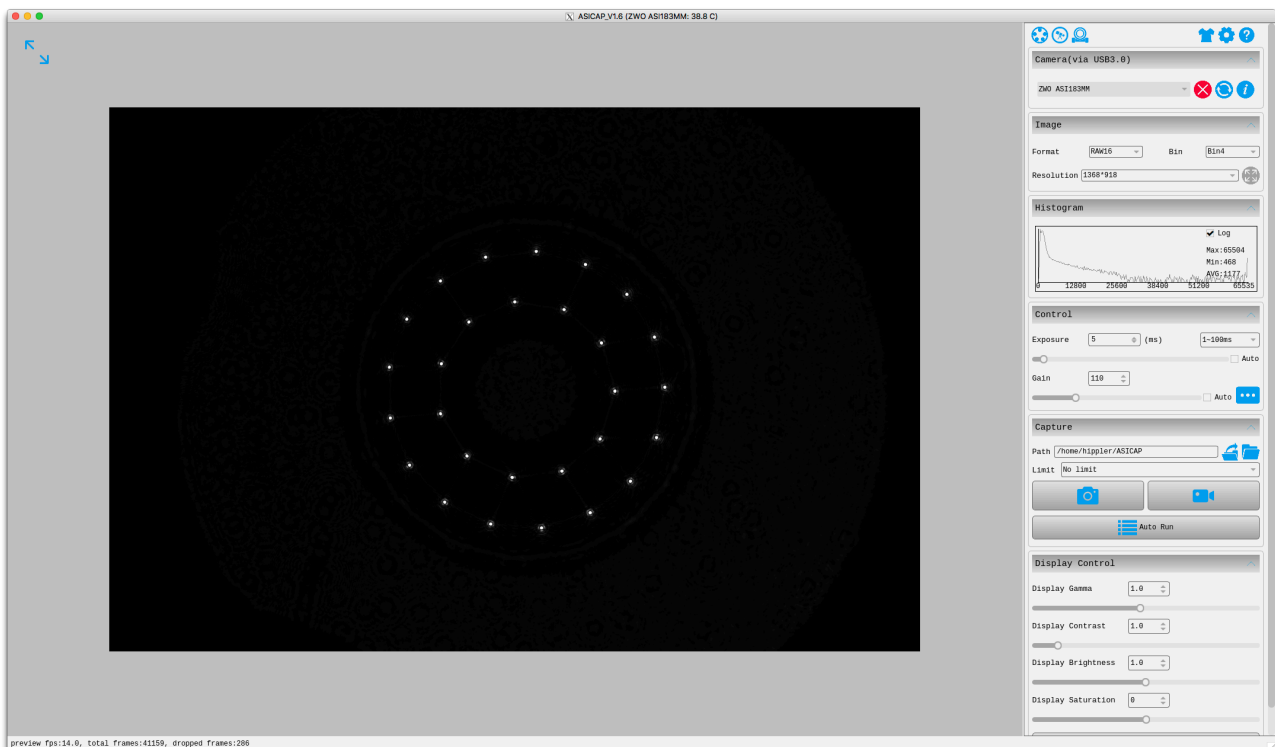 ASICAP_V1.6 (ZWO ASI183MM: 38.8 C)
Camera(via USB3.0)
ZWO ASI183MM
Image
Format RAW16 Bin Bin4
Resolution 1368*918
Histogram
Log
Max:65504
Min:468
AVG:1177
0 12800 25600 38400 51200 65535
Control
Exposure 5 (ms) 1~100ms
Auto
Gain 110
Auto
Capture
Path /home/hippler/ASICAP
Limit No limit
Auto Run
Display Control
Display Gamma 1.0
Display Contrast 1.0
Display Brightness 1.0
Display Saturation 0
preview fps:14.0, total frames:41159, dropped frames:286